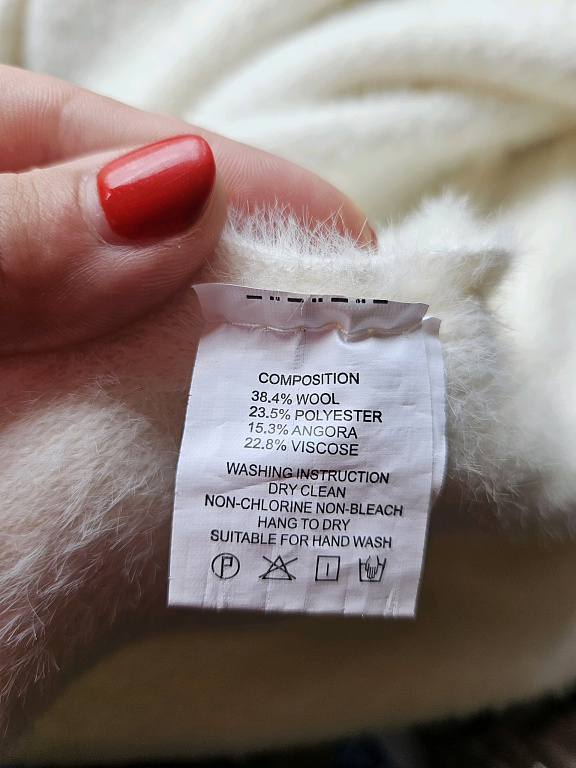 COMPOSITION
38.4% WOOL
23.5% POLYESTER
15.3% ANGORA
22.8% VISCOSE
WASHING INSTRUCTION
DRY CLEAN
NON-CHLORINE NON-BLEACH
HANG TO DRY
SUITABLE FOR HAND WASH
P